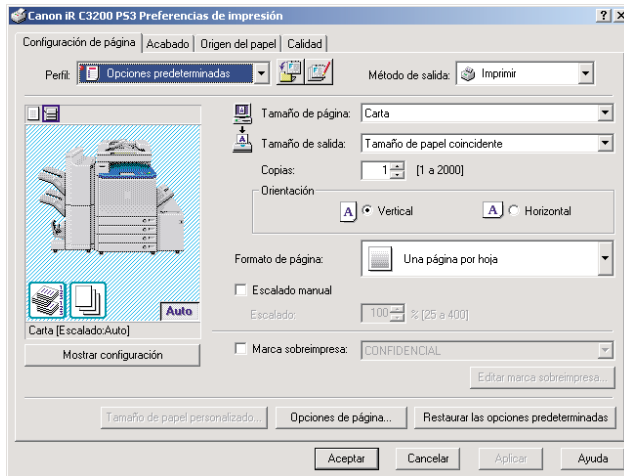 Canon iR C3200 PS3 Preferencias de impresión
Configuración de página Acabado Origen del papel Calidad
Perfil: Opciones predeterminadas Método de salida: Imprimir
Tamaño de página: Carta
Tamaño de salida: Tamaño de papel coincidente
Copias: 1 [1 a 2000]
Orientación
A Vertical A Horizontal
Formato de página: Una página por hoja
Escalado manual
Escalado: 100 % [25 a 400]
Auto
Carta [Escalado:Auto]
Mostrar configuración
Marca sobreimpresa: CONFIDENCIAL
Editar marca sobreimpresa...
Tamaño de papel personalizado... Opciones de página... Restaurar las opciones predeterminadas
Aceptar Cancelar Aplicar Ayuda